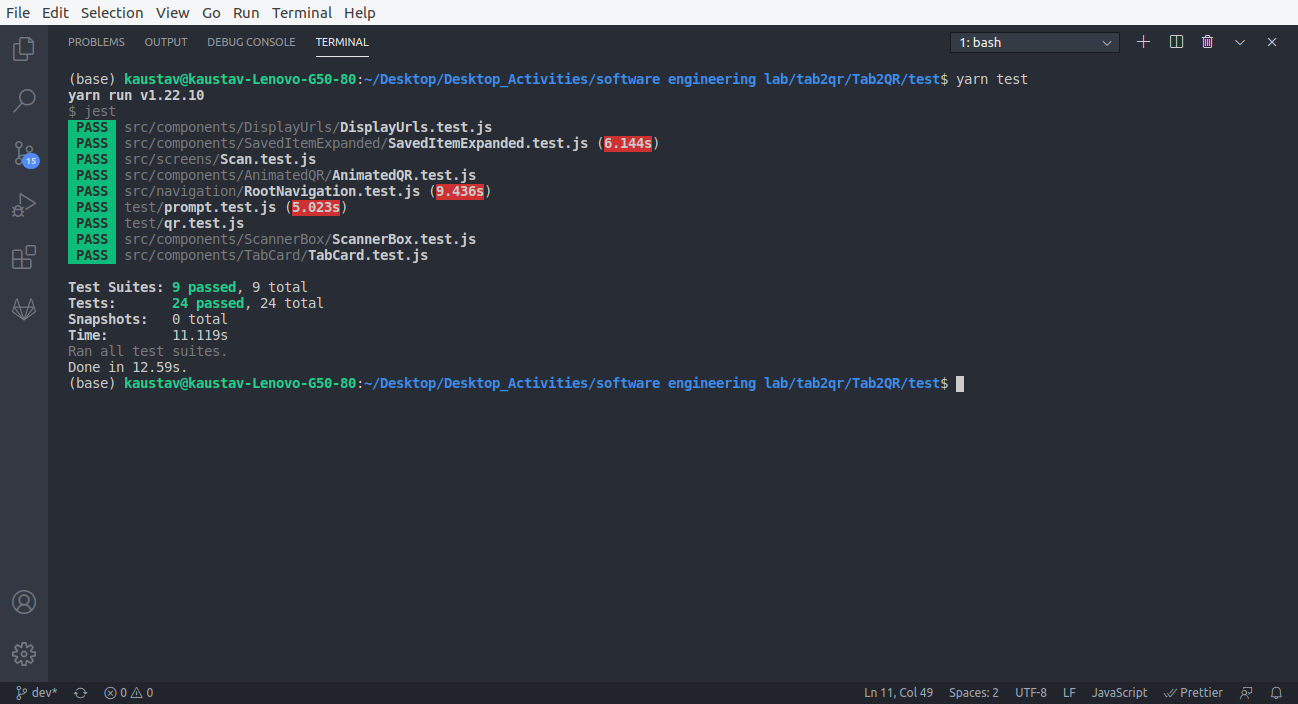 File Edit Selection View Go Run Terminal Help
PROBLEMS OUTPUT DEBUG CONSOLE TERMINAL 1: bash
(base) kaustav@kaustav-Lenovo-G50-80:~/Desktop/Desktop_Activities/software engineering lab/tab2qr/Tab2QR/test$ yarn test
yarn run v1.22.10
$ jest
PASS src/components/DisplayUrls/DisplayUrls.test.js
PASS src/components/SavedItemExpanded/SavedItemExpanded.test.js (6.144s)
PASS src/screens/Scan.test.js
PASS src/components/AnimatedQR/AnimatedQR.test.js
PASS src/navigation/RootNavigation.test.js (9.436s)
PASS test/prompt.test.js (5.023s)
PASS test/qr.test.js
PASS src/components/ScannerBox/ScannerBox.test.js
PASS src/components/TabCard/TabCard.test.js
Test Suites: 9 passed, 9 total
Tests: 24 passed, 24 total
Snapshots: 0 total
Time: 11.119s
Ran all test suites.
Done in 12.59s.
(base) kaustav@kaustav-Lenovo-G50-80:~/Desktop/Desktop_Activities/software engineering lab/tab2qr/Tab2QR/test$
15
dev* 0 0 Ln 11, Col 49 Spaces: 2 UTF-8 LF JavaScript Prettier